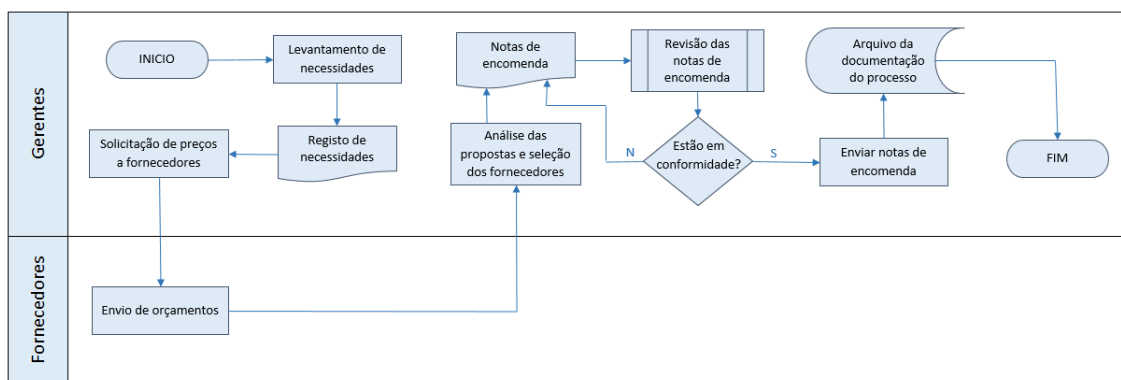 Gerentes
INICIO
Levantamento de
necessidades
Registo de
necessidades
Solicitação de preços
a fornecedores
Notas de
encomenda
Análise das
propostas e seleção
dos fornecedores
Revisão das
notas de
encomenda
Estão em
conformidade?
N
S
Enviar notas de
encomenda
Arquivo da
documentação
do processo
FIM
Fornecedores
Envio de orçamentos